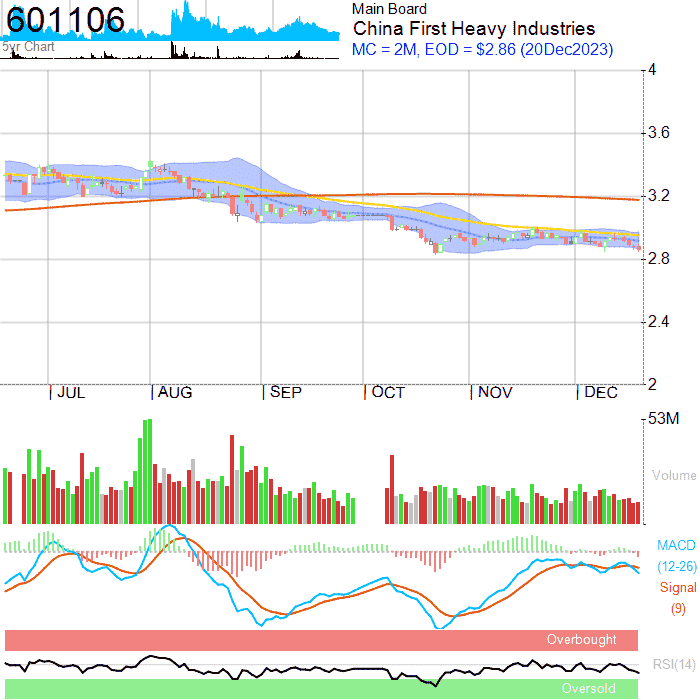 601106
5yr Chart
Main Board
China First Heavy Industries
MC = 2M, EOD = $2.86 (20Dec2023)
4
3.6
3.2
2.8
2.4
2
JUL AUG SEP OCT NOV DEC
53M
Volume
MACD
(12-26)
Signal
(9)
Overbought
RSI(14)
Oversold